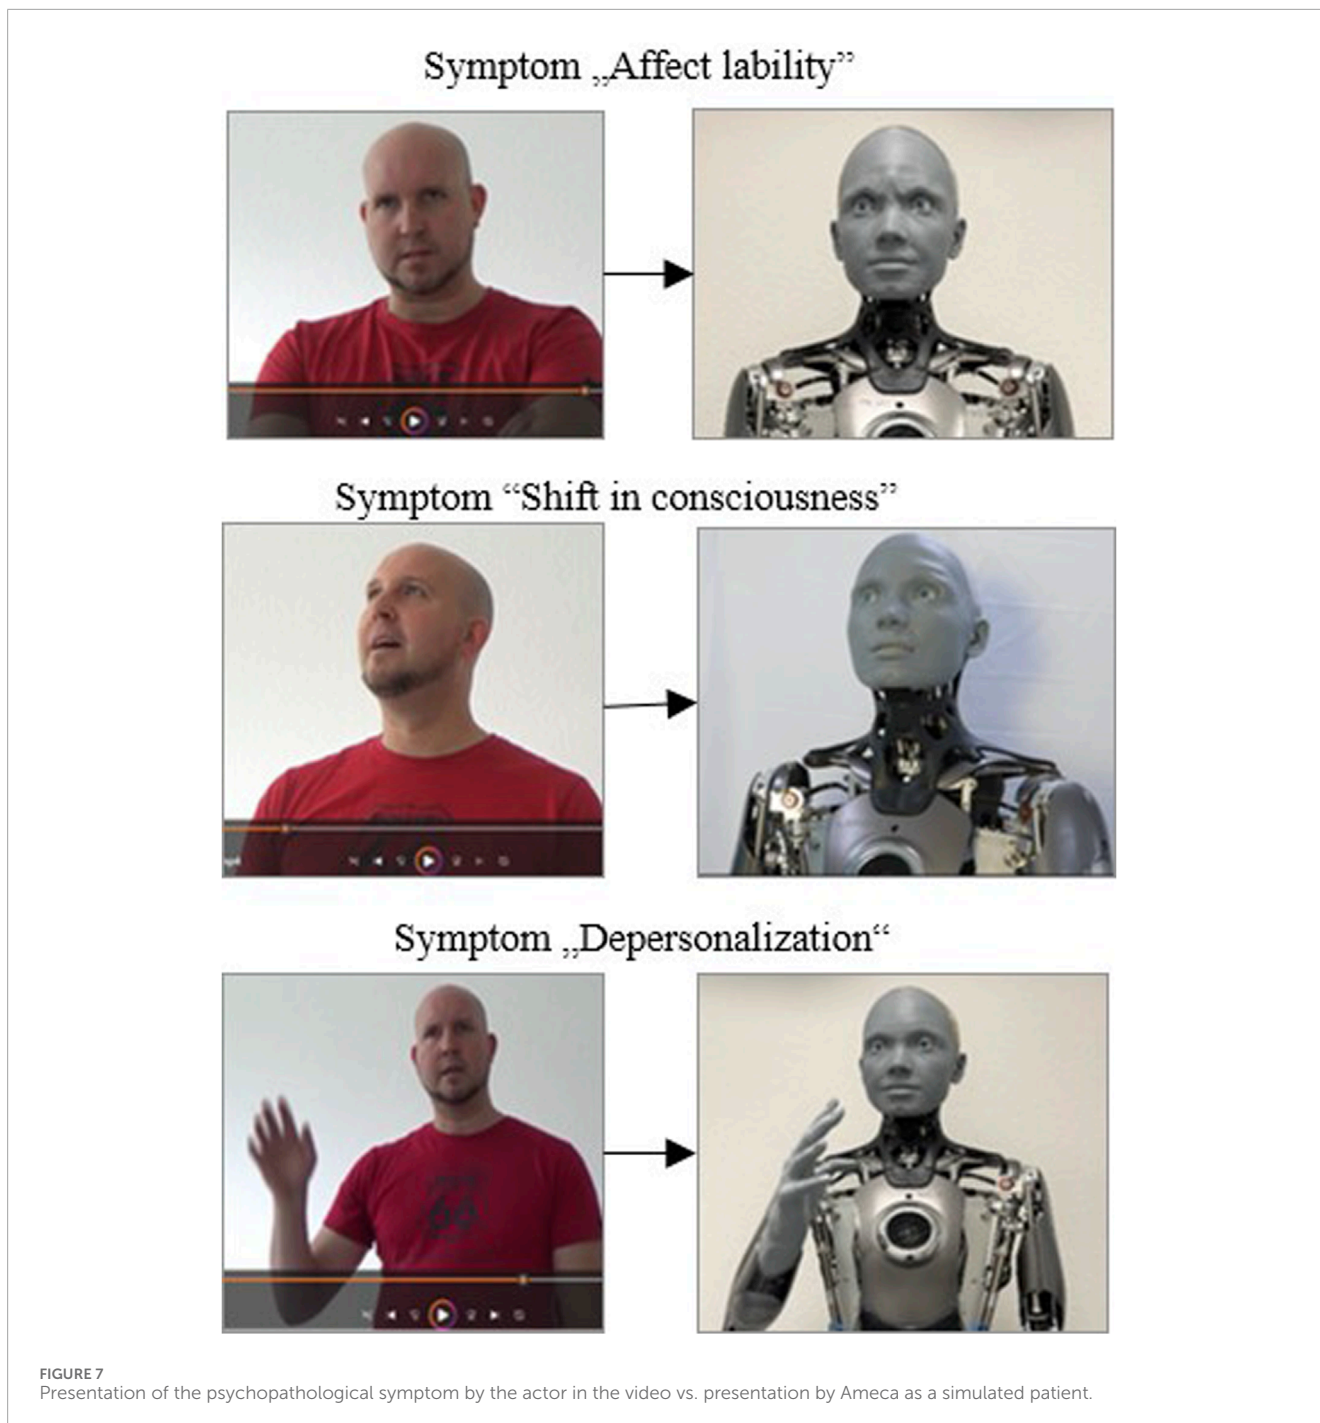 Symptom „Affect lability”
Symptom “Shift in consciousness”
Symptom „Depersonalization“
66
FIGURE 7
Presentation of the psychopathological symptom by the actor in the video vs. presentation by Ameca as a simulated patient.